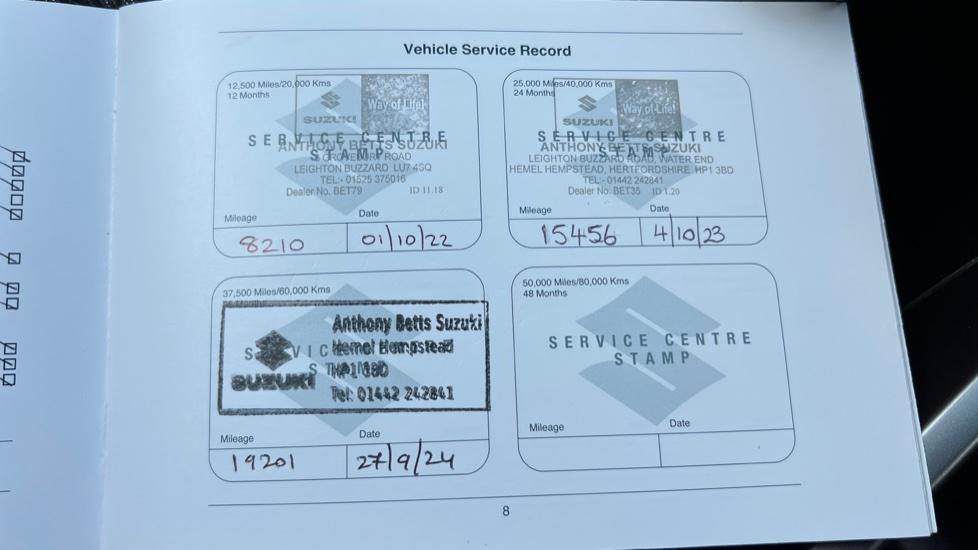 Vehicle Service Record
12,500 Miles/20,000 Kms
12 Months
SUZUKI
Way of Life!
SERVICE CENTRE
STAMP
ANTHONY BETTS SUZUKI
ROAD
LEIGHTON BUZZARD LU7 4SQ
TEL:- 01525 375016
Dealer No. BET79 ID 11.18
Mileage Date
8210 01/10/22
25,000 Miles/40,000 Kms
24 Months
SUZUKI
Way of Life!
SERVICE CENTRE
STAMP
ANTHONY BETTS SUZUKI
LEIGHTON BUZZARD ROAD, WATER END
HEMEL HEMPSTEAD, HERTFORDSHIRE HP1 3BD
TEL:- 01442 242841
Dealer No. BET35 ID 1.20
Mileage Date
15456 4/10/23
37,500 Miles/60,000 Kms
Anthony Betts Suzuki
Hemel Hempstead
SUZUKI
Tel: 01442 242841
Mileage Date
19201 27/9/24
50,000 Miles/80,000 Kms
48 Months
SERVICE CENTRE
STAMP
Mileage Date
8